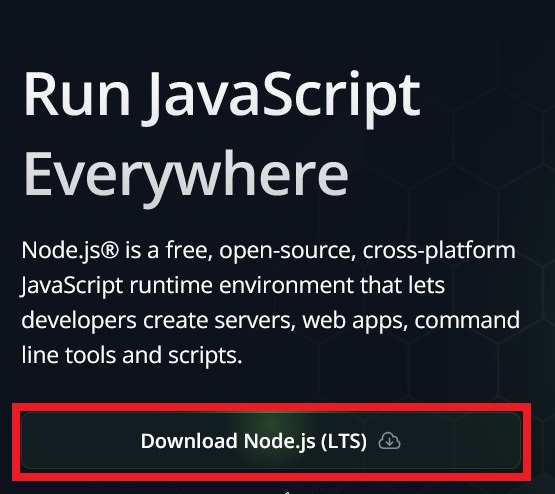 Run JavaScript
Everywhere
Node.js® is a free, open-source, cross-platform
JavaScript runtime environment that lets
developers create servers, web apps, command
line tools and scripts.
Download Node.js (LTS)